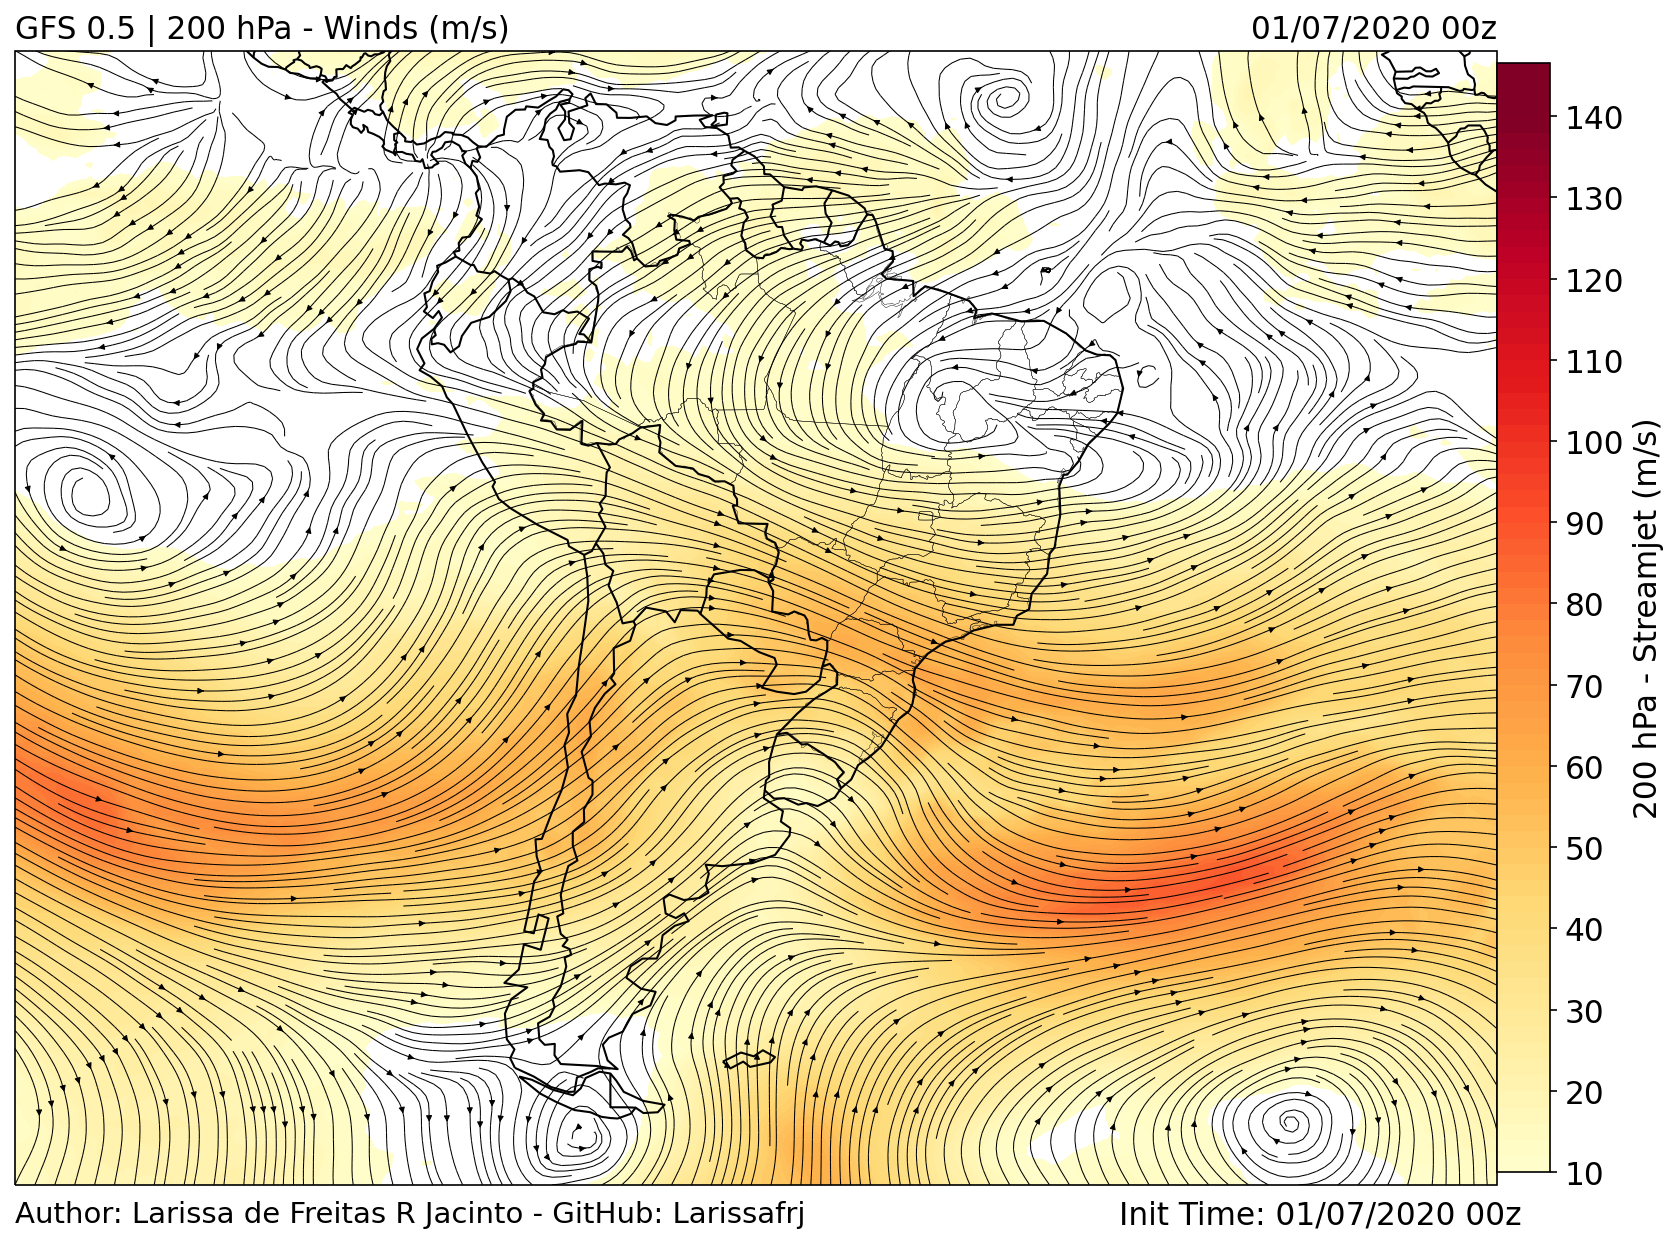 GFS 0.5 | 200 hPa - Winds (m/s)
01/07/2020 00z
140
130
120
110
100
90
80
70
60
50
40
30
20
10
200 hPa - Streamjet (m/s)
Author: Larissa de Freitas R Jacinto - GitHub: Larissafrj
Init Time: 01/07/2020 00z